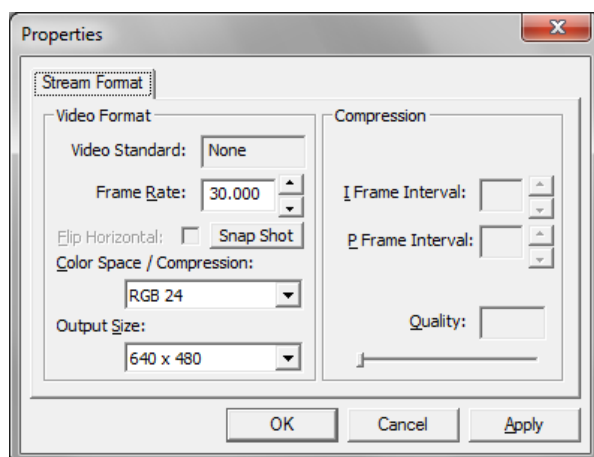 Properties
Stream Format
Video Format
Video Standard: None
Frame Rate: 30.000
Flip Horizontal: Snap Shot
Color Space / Compression:
RGB 24
Output Size:
640 x 480
Compression
I Frame Interval:
P Frame Interval:
Quality:
OK Cancel Apply